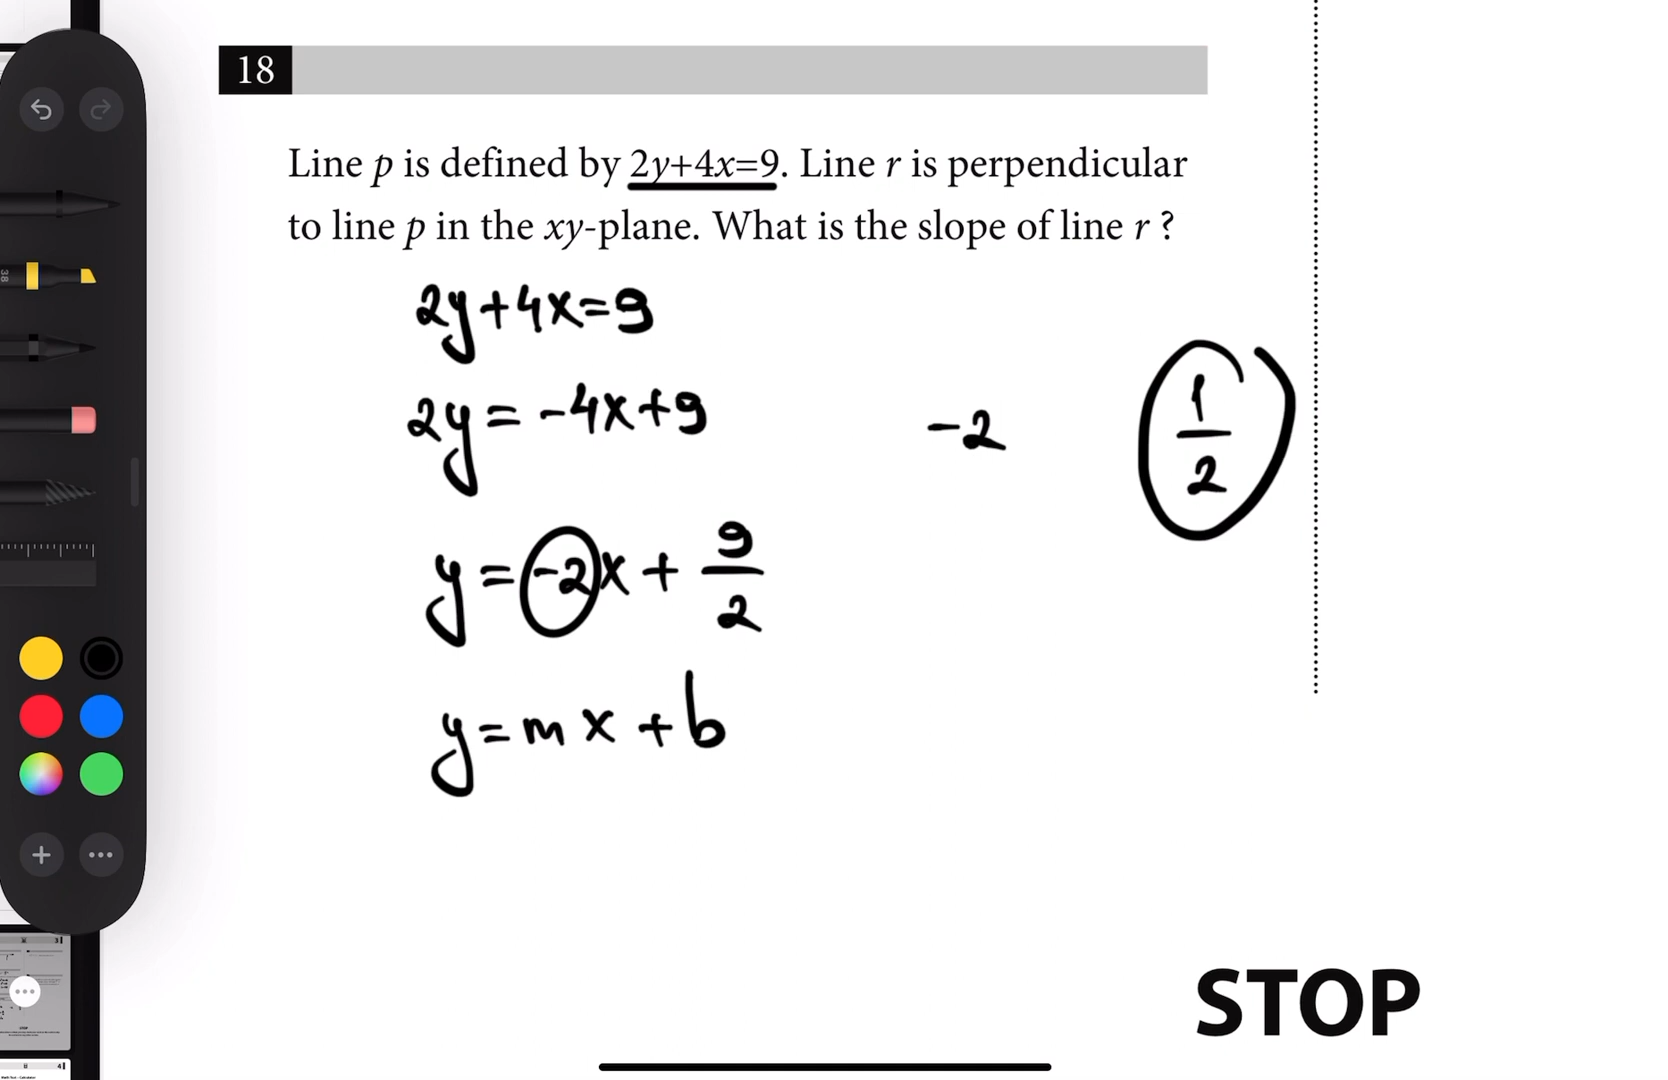 18
Line p is defined by 2y+4x=9. Line r is perpendicular
to line p in the xy-plane. What is the slope of line r ?
2y+4x=9
2y=-4x+9
-2
1/2
y=-2x+9/2
y=mx+b
STOP
38